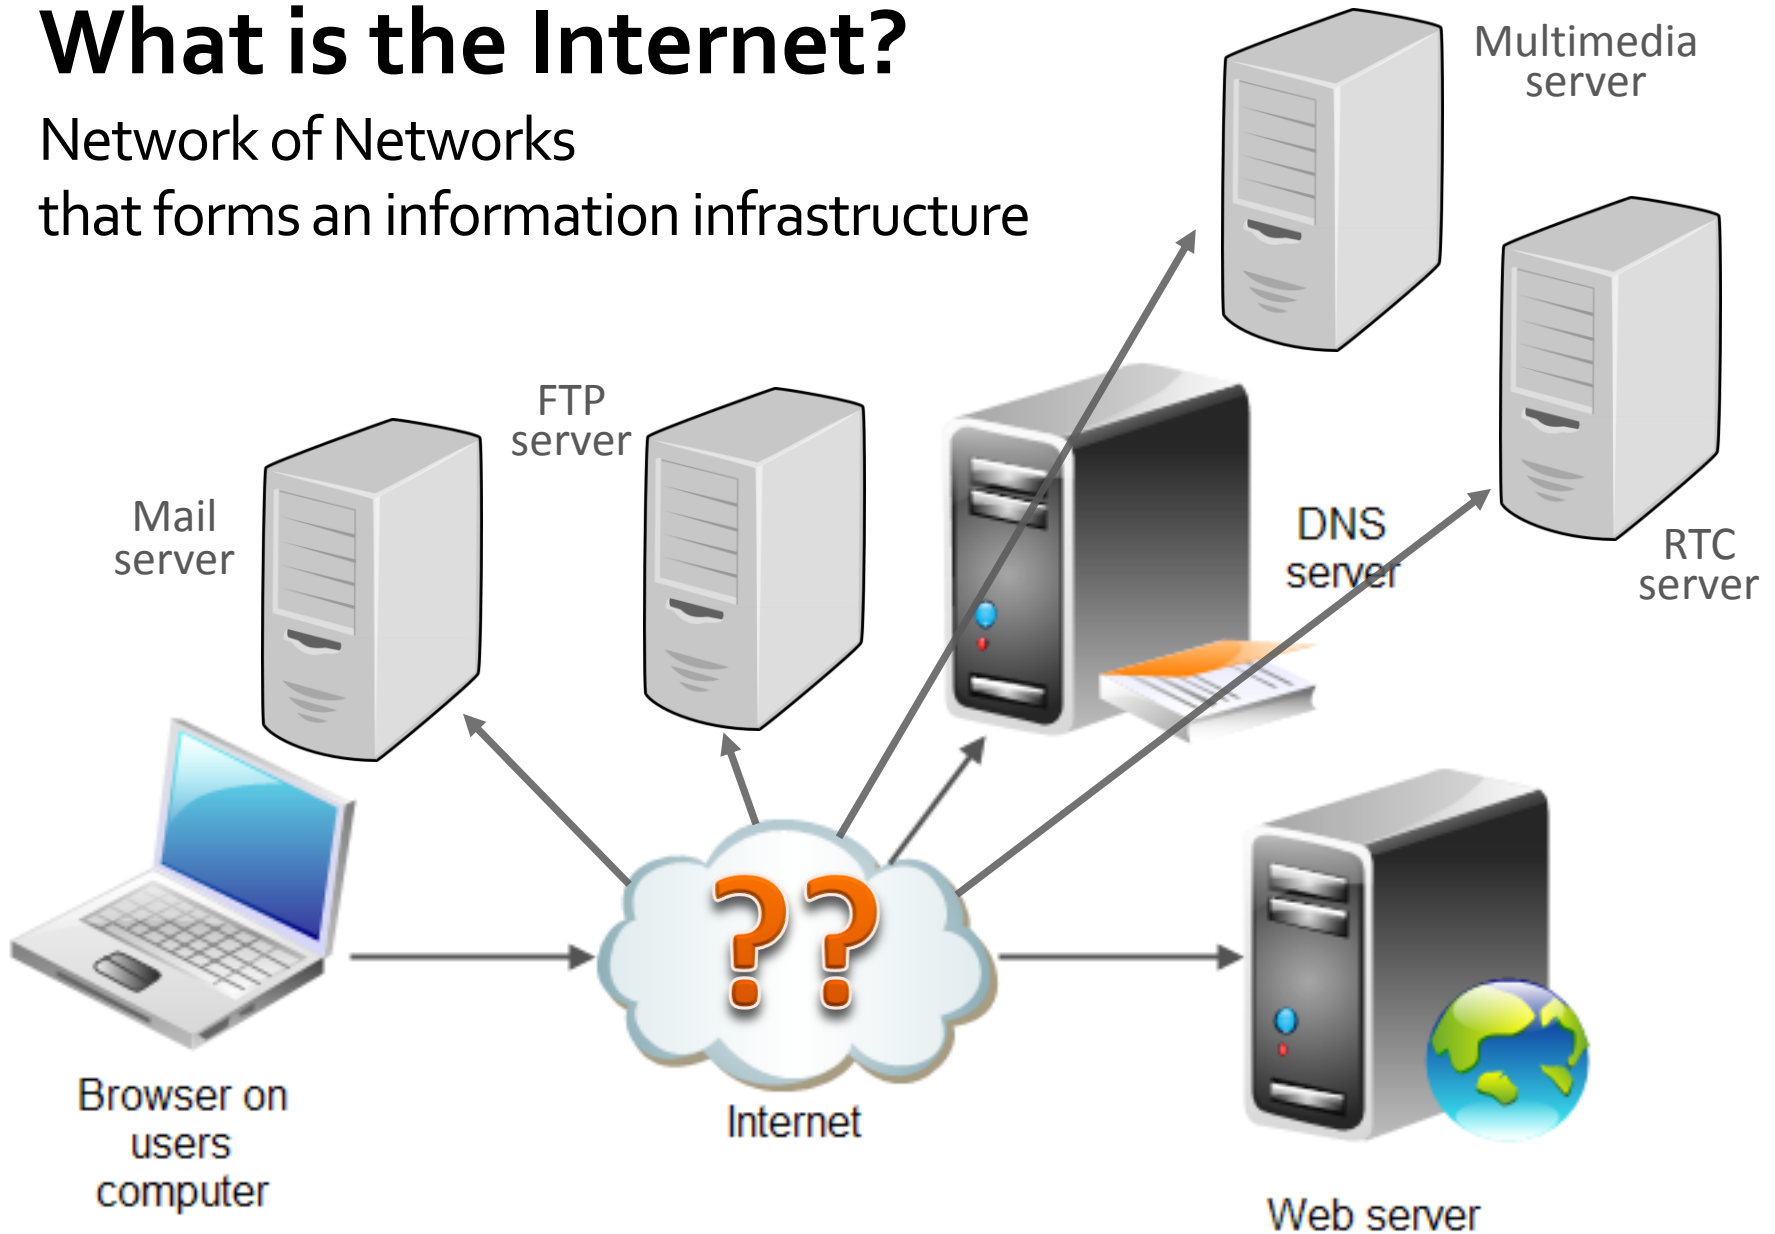 What is the Internet?
Network of Networks
that forms an information infrastructure
Multimedia
server
FTP
server
Mail
server
DNS
server
RTC
server
??
Browser on
users
computer
Internet
Web server